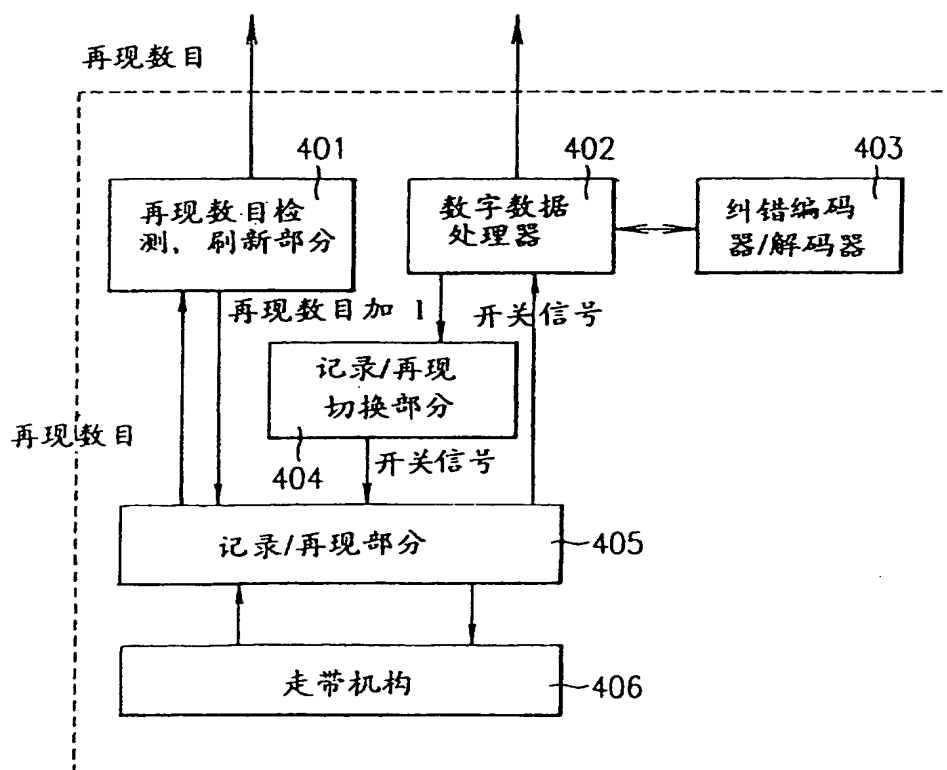 再现数目
401
402
403
再现数目检
测，刷新部分
数字数据
处理器
纠错编码
器/解码器
再现数目加 1
开关信号
记录/再现
切换部分
再现数目
404
开关信号
记录/再现部分
405
走带机构
406